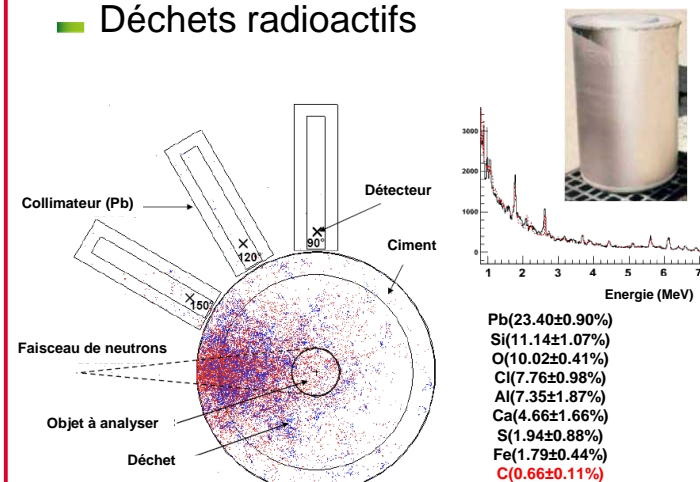 Déchets radioactifs
Collimateur (Pb)
Détecteur
Ciment
90°
120°
150°
Faisceau de neutrons
Objet à analyser
Déchet
3000
1000
0
1 2 3 4 5 6 7
Energie (MeV)
Pb(23.40±0.90%)
Si(11.14±1.07%)
O(10.02±0.41%)
Cl(7.76±0.98%)
Al(7.35±1.87%)
Ca(4.66±1.66%)
S(1.94±0.88%)
Fe(1.79±0.44%)
C(0.66±0.11%)